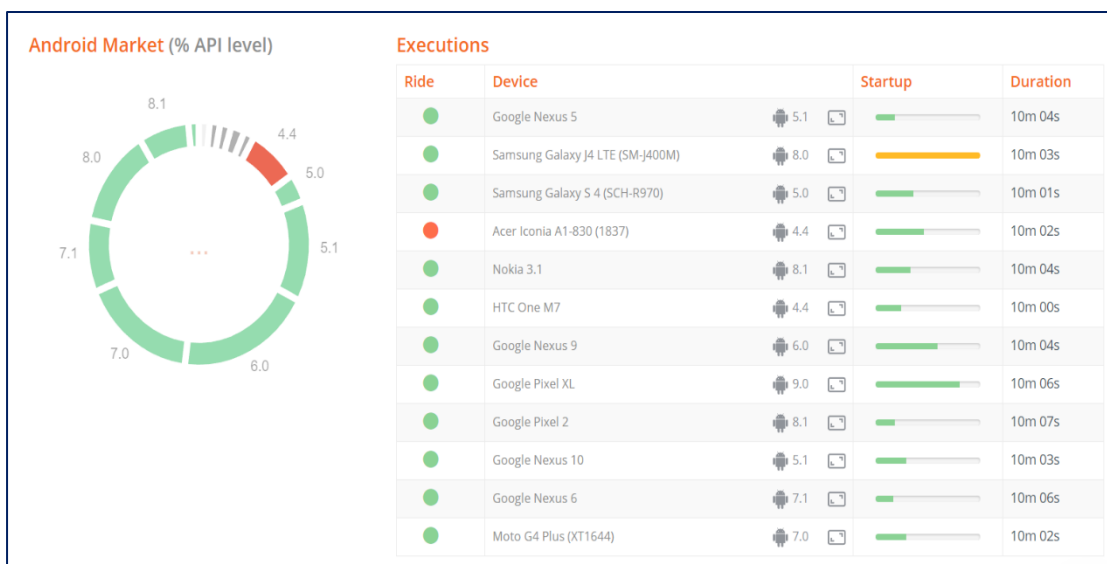 Android Market (% API level)
8.1
4.4
8.0
5.0
7.1
5.1
...
7.0
6.0
Executions
Ride Device Startup Duration
Google Nexus 5 5.1 10m 04s
Samsung Galaxy J4 LTE (SM-J400M) 8.0 10m 03s
Samsung Galaxy S 4 (SCH-R970) 5.0 10m 01s
Acer Iconia A1-830 (1837) 4.4 10m 02s
Nokia 3.1 8.1 10m 04s
HTC One M7 4.4 10m 00s
Google Nexus 9 6.0 10m 04s
Google Pixel XL 9.0 10m 06s
Google Pixel 2 8.1 10m 07s
Google Nexus 10 5.1 10m 03s
Google Nexus 6 7.1 10m 06s
Moto G4 Plus (XT1644) 7.0 10m 02s